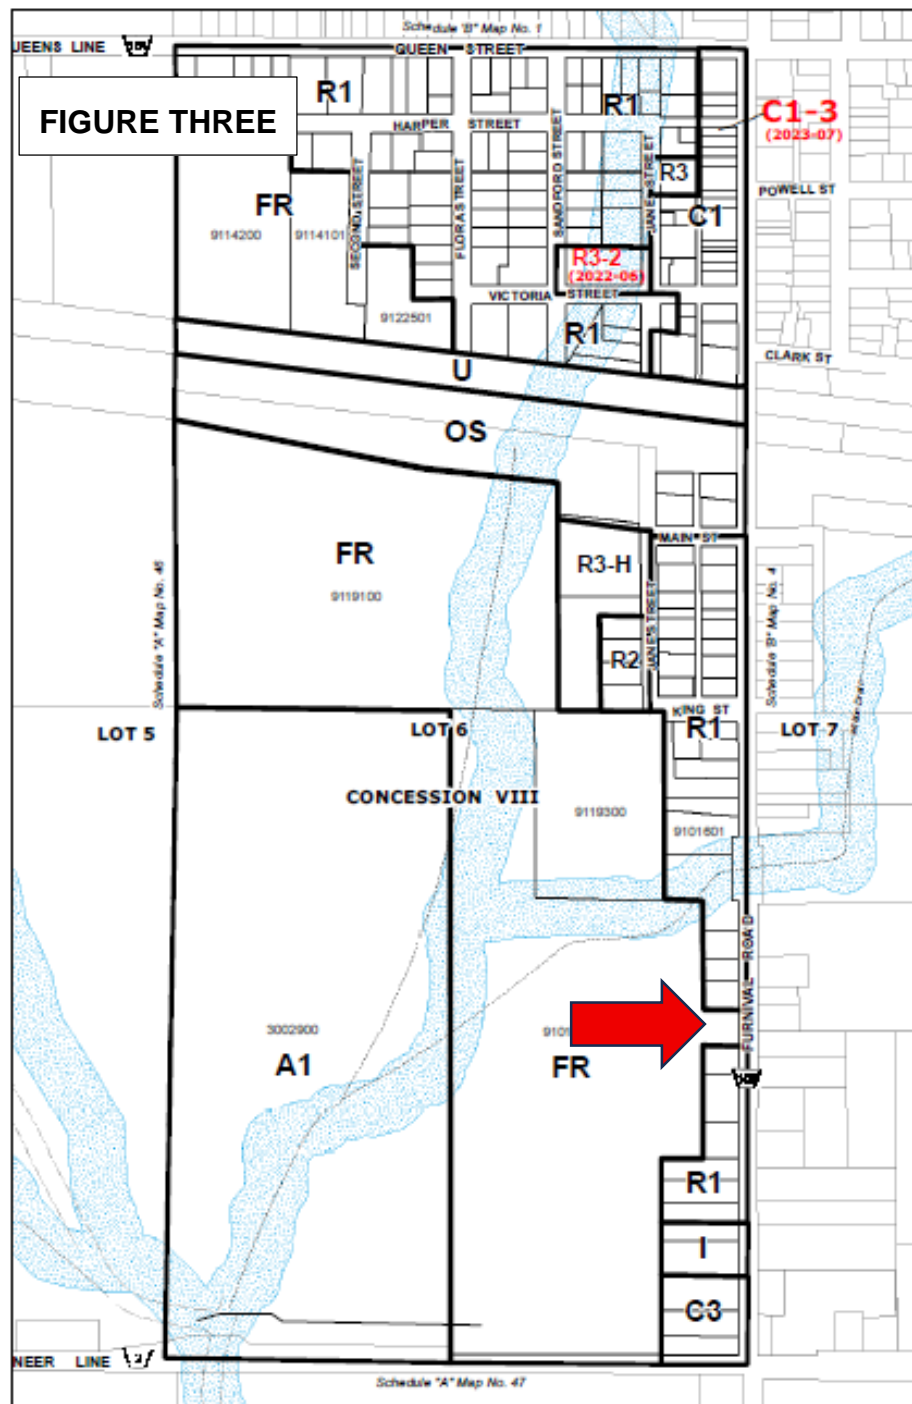 Schedule 'B" Map No. 1
UEENS LINE
QUEEN STREET
FIGURE THREE
R1
R1
C1-3
(2023-07)
HARPER STREET
SECOND STREET
FLORA STREET
SANDFORD STREET
JANE STREET
R3
POWELL ST
FR
C1
9114200
9114101
R3-2
(2022-06)
VICTORIA STREET
9122501
R1
CLARK ST
U
OS
MAIN ST
FR
R3-H
9119100
Schedule "A" Map No. 46
JANE STREET
Schedule 'B" Map No. 4
R2
KING ST
LOT 5
LOT 6
R1
LOT 7
CONCESSION VIII
9119300
9101601
FURNIVAL ROAD
3002900
9101
A1
FR
R1
I
C3
NEER LINE
Schedule "A" Map No. 47